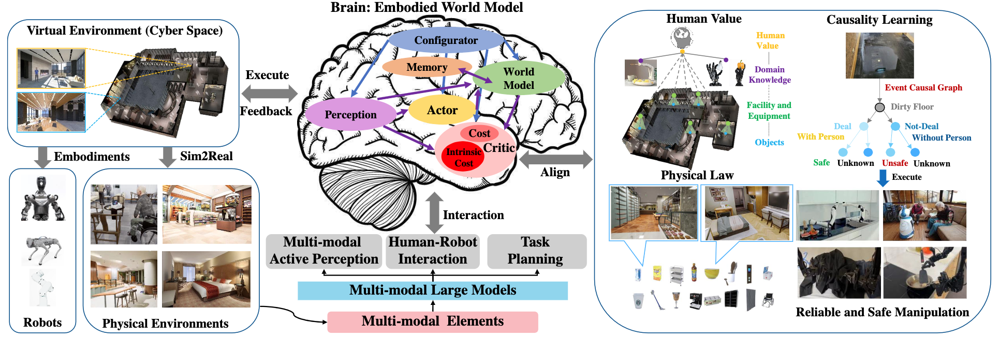 Brain: Embodied World Model
Virtual Environment (Cyber Space)
Execute
Feedback
Embodiments
Sim2Real
Robots
Physical Environments
Configurator
Memory
World
Model
Perception
Actor
Cost
Critic
Intrinsic
Cost
Align
Interaction
Multi-modal
Active Perception
Human-Robot
Interaction
Task
Planning
Multi-modal Large Models
Multi-modal Elements
Human Value
Human
Value
Domain
Knowledge
Facility and
Equipment
Objects
Physical Law
Causality Learning
Event Causal Graph
Dirty Floor
Deal
Not-Deal
With Person
Without Person
Safe
Unknown
Unsafe
Unknown
Execute
Reliable and Safe Manipulation